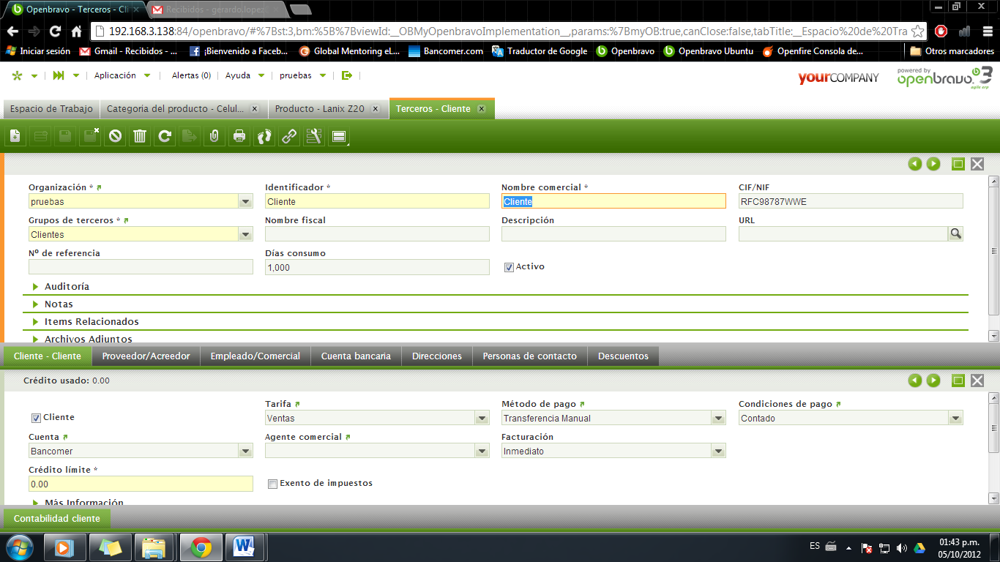 Openbravo - Terceros - Cli
Recibidos - gerardo.lopez
192.168.3.138:84/openbravo/#%7Bst:3,bm:%5B%7BviewId:__OBMyOpenbravoImplementation__,params:%7BmyOB:true,canClose:false,tabTitle:__Espacio%20de%20Tra
Iniciar sesión Gmail - Recibidos - ... ¡Bienvenido a Faceb... Global Mentoring eL... Bancomer.com Traductor de Google Openbravo Openbravo Ubuntu Openfire Consola de... Otros marcadores
Aplicación Alertas (0) Ayuda pruebas yourCOMPANY powered by openbravo 3 agile erp
Espacio de Trabajo Categoria del producto - Celul... Producto - Lanix Z20 Terceros - Cliente
Organización * Identificador * Nombre comercial * CIF/NIF
pruebas Cliente Cliente RFC98787WWE
Grupos de terceros * Nombre fiscal Descripción URL
Clientes
Nº de referencia Días consumo
1,000 Activo
Auditoría
Notas
Items Relacionados
Archivos Adjuntos
Cliente - Cliente Proveedor/Acreedor Empleado/Comercial Cuenta bancaria Direcciones Personas de contacto Descuentos
Crédito usado: 0.00
Tarifa Método de pago Condiciones de pago
Cliente Ventas Transferencia Manual Contado
Cuenta Agente comercial Facturación
Bancomer Inmediato
Crédito límite *
0.00 Exento de impuestos
Más Información
Contabilidad cliente
ES 01:43 p.m.
05/10/2012